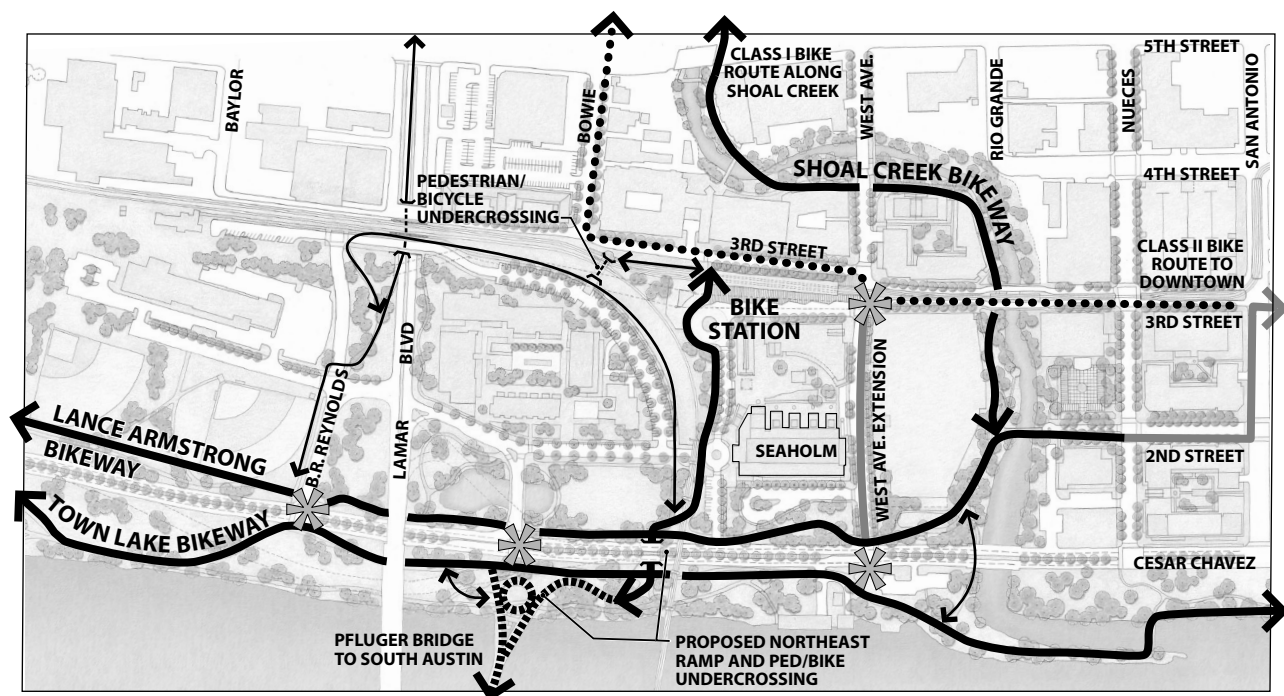 5TH STREET
CLASS I BIKE
ROUTE ALONG
SHOAL CREEK
WEST AVE.
BAYLOR
BOWIE
RIO GRANDE
NUECES
SAN ANTONIO
PEDESTRIAN/
BICYCLE
UNDERCROSSING
SHOAL CREEK BIKEWAY
4TH STREET
3RD STREET
CLASS II BIKE
ROUTE TO
DOWNTOWN
BIKE
STATION
3RD STREET
B.R. REYNOLDS
LAMAR BLVD
WEST AVE. EXTENSION
LANCE ARMSTRONG
BIKEWAY
SEAHOLM
2ND STREET
TOWN LAKE BIKEWAY
CESAR CHAVEZ
PFLUGER BRIDGE
TO SOUTH AUSTIN
PROPOSED NORTHEAST
RAMP AND PED/BIKE
UNDERCROSSING